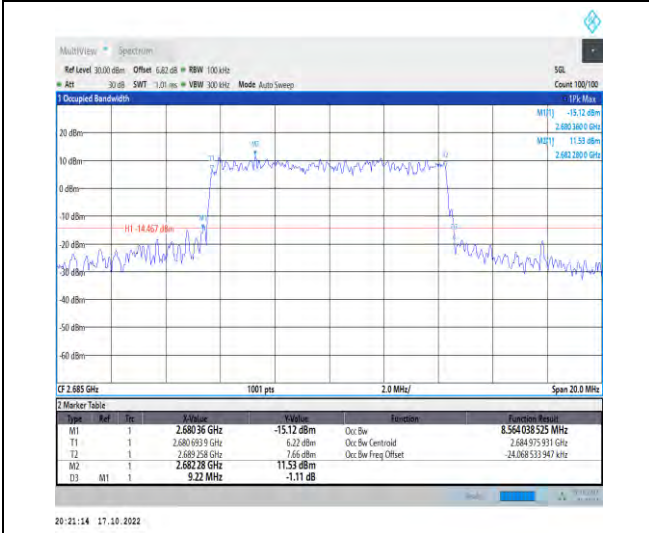 MultiView Spectrum
Ref Level 30.00 dBm Offset 6.82 dB RBW 100 kHz SGL
Att 30 dB SWT 1.01 ms VBW 300 kHz Mode Auto Sweep Count 100/100
1 Occupied Bandwidth 1Pk Max
M1[1] -15.12 dBm
2.680 3600 GHz
20 dBm
M2[1] 11.53 dBm
2.682 2800 GHz
10 dBm
0 dBm
-10 dBm
H1 -14.467 dBm
-20 dBm
-30 dBm
-40 dBm
-50 dBm
-60 dBm
CF 2.685 GHz 1001 pts 2.0 MHz/ Span 20.0 MHz
2 Marker Table
Type Ref Trc X-Value Y-Value Function Function Result
M1 1 2.680 36 GHz -15.12 dBm Occ Bw 8.564 038 525 MHz
T1 1 2.680 693 9 GHz 6.22 dBm Occ Bw Centroid 2.684 975 931 GHz
T2 1 2.689 258 GHz 7.66 dBm Occ Bw Freq Offset -24.068 533 947 kHz
M2 1 2.682 28 GHz 11.53 dBm
D3 M1 1 9.22 MHz -1.11 dB
20:21:14 17.10.2022